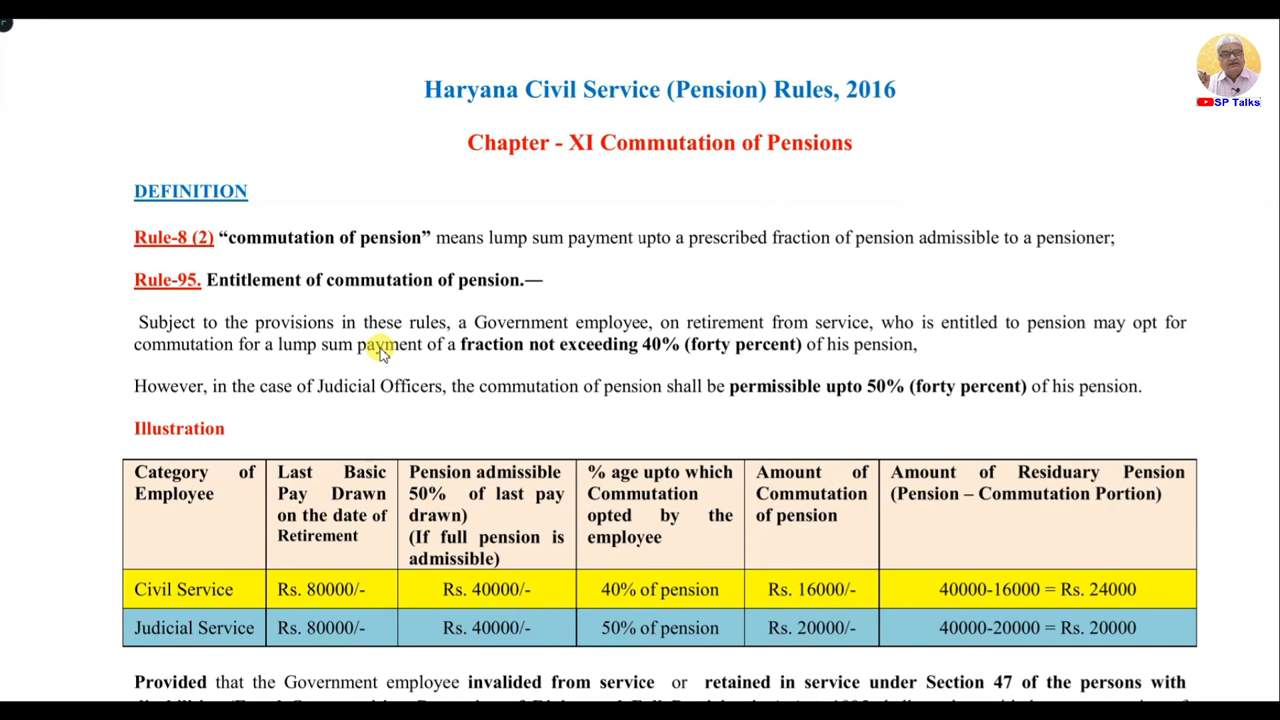 Haryana Civil Service (Pension) Rules, 2016
SP Talks
Chapter - XI Commutation of Pensions
DEFINITION
Rule-8 (2) “commutation of pension” means lump sum payment upto a prescribed fraction of pension admissible to a pensioner;
Rule-95. Entitlement of commutation of pension.—
Subject to the provisions in these rules, a Government employee, on retirement from service, who is entitled to pension may opt for
commutation for a lump sum payment of a fraction not exceeding 40% (forty percent) of his pension,
However, in the case of Judicial Officers, the commutation of pension shall be permissible upto 50% (forty percent) of his pension.
Illustration
Category of
Employee
Last Basic
Pay Drawn
on the date of
Retirement
Pension admissible
50% of last pay
drawn)
(If full pension is
admissible)
% age upto which
Commutation
opted by the
employee
Amount of
Commutation
of pension
Amount of Residuary Pension
(Pension – Commutation Portion)
Civil Service Rs. 80000/- Rs. 40000/- 40% of pension Rs. 16000/- 40000-16000 = Rs. 24000
Judicial Service Rs. 80000/- Rs. 40000/- 50% of pension Rs. 20000/- 40000-20000 = Rs. 20000
Provided that the Government employee invalided from service or retained in service under Section 47 of the persons with